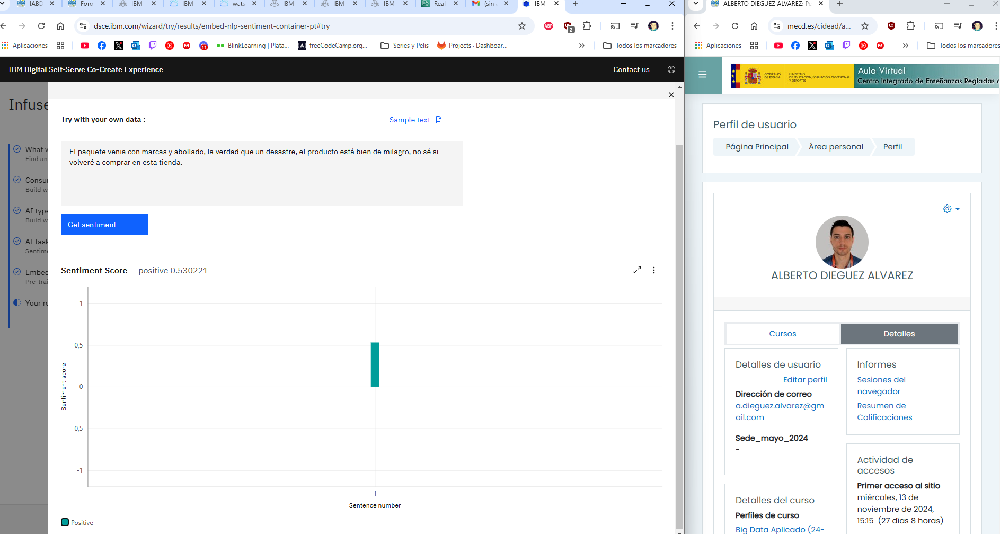 IABD
Foro
IBM
IBM
wats
IBM
IBM
IBM
Real-
(sin
IBM
dsce.ibm.com/wizard/try/results/embed-nlp-sentiment-container-pt#try
ABP
2
Aplicaciones
11
BlinkLearning | Plata...
freeCodeCamp.org...
Series y Pelis
Projects · Dashboar...
Todos los marcadores
IBM Digital Self-Serve Co-Create Experience
Contact us
Infuse
What w
Find an
Consu
Build w
AI type
Build w
AI task
Sentime
Embed
Pre-trai
Your re
Try with your own data :
Sample text
El paquete venia con marcas y abollado, la verdad que un desastre, el producto está bien de milagro, no sé si
volveré a comprar en esta tienda.
Get sentiment
Sentiment Score
positive 0.530221
1
0,5
0
-0,5
-1
Sentiment score
1
Sentence number
Positive
ALBERTO DIEGUEZ ALVAREZ: Pe
mecd.es/cidead/a...
Aplicaciones
Todos los marcadores
GOBIERNO
DE ESPAÑA
MINISTERIO
DE EDUCACIÓN, FORMACIÓN PROFESIONAL
Y DEPORTES
Aula Virtual
Centro Integrado de Enseñanzas Regladas
Perfil de usuario
Página Principal
Área personal
Perfil
ALBERTO DIEGUEZ ALVAREZ
Cursos
Detalles
Detalles de usuario
Editar perfil
Dirección de correo
a.dieguez.alvarez@gm
ail.com
Sede_mayo_2024
-
Detalles del curso
Perfiles de curso
Big Data Aplicado (24-
Informes
Sesiones del
navegador
Resumen de
Calificaciones
Actividad de
accesos
Primer acceso al sitio
miércoles, 13 de
noviembre de 2024,
15:15 (27 días 8 horas)